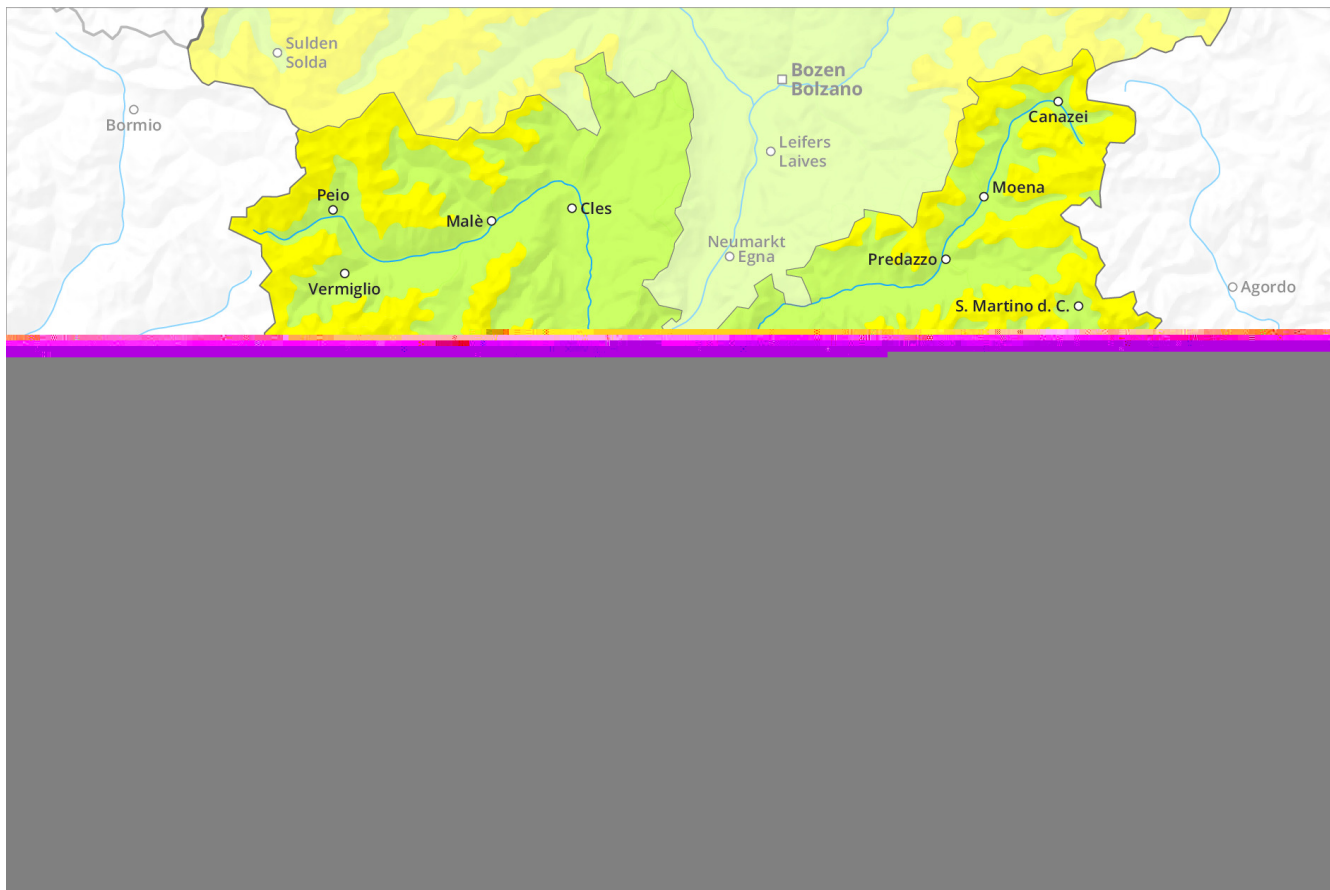 Sulden
Solda
Bozen
Bolzano
Bormio
Canazei
Leifers
Laives
Peio
Moena
Malè
Cles
Neumarkt
Egna
Predazzo
Vermiglio
Agordo
S. Martino d. C.